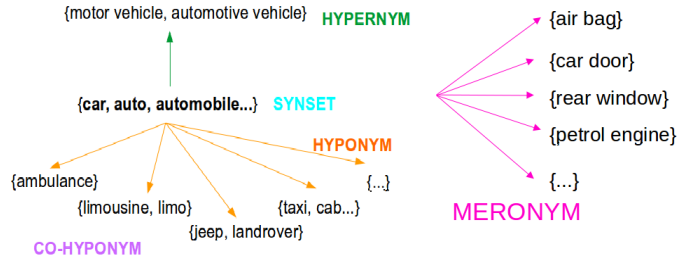 {motor vehicle, automotive vehicle}
HYPERNYM
{car, auto, automobile...} SYNSET
HYPONYM
{ambulance}
{...}
{limousine, limo}
{taxi, cab...}
{jeep, landrover}
CO-HYPONYM
{air bag}
{car door}
{rear window}
{petrol engine}
{...}
MERONYM